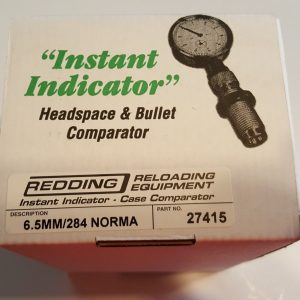 "Instant
Indicator"
Headspace & Bullet
Comparator
REDDING RELOADING
EQUIPMENT
Instant Indicator - Case Comparator
DESCRIPTION PART NO.
6.5MM/284 NORMA 27415